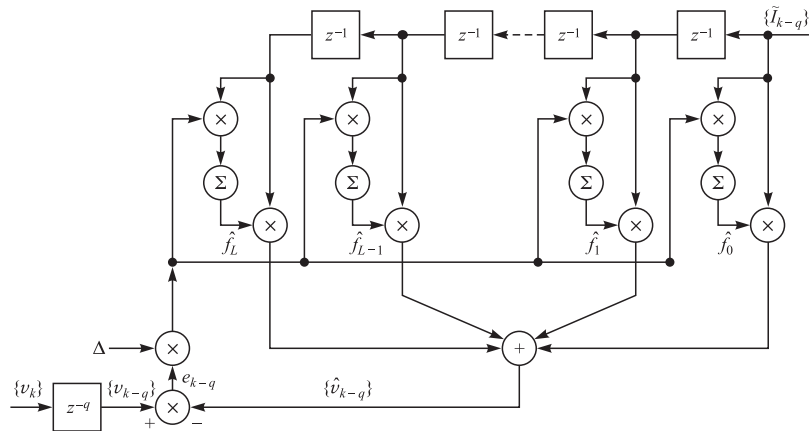 {Ĩ_{k−q}}
z⁻¹ z⁻¹ z⁻¹ z⁻¹
× × × ×
Σ Σ Σ Σ
× × × ×
f̂_L f̂_{L−1} f̂_1 f̂_0
Δ × +
e_{k−q}
{v_k} {v_{k−q}} {v̂_{k−q}}
z^{−q} + × −